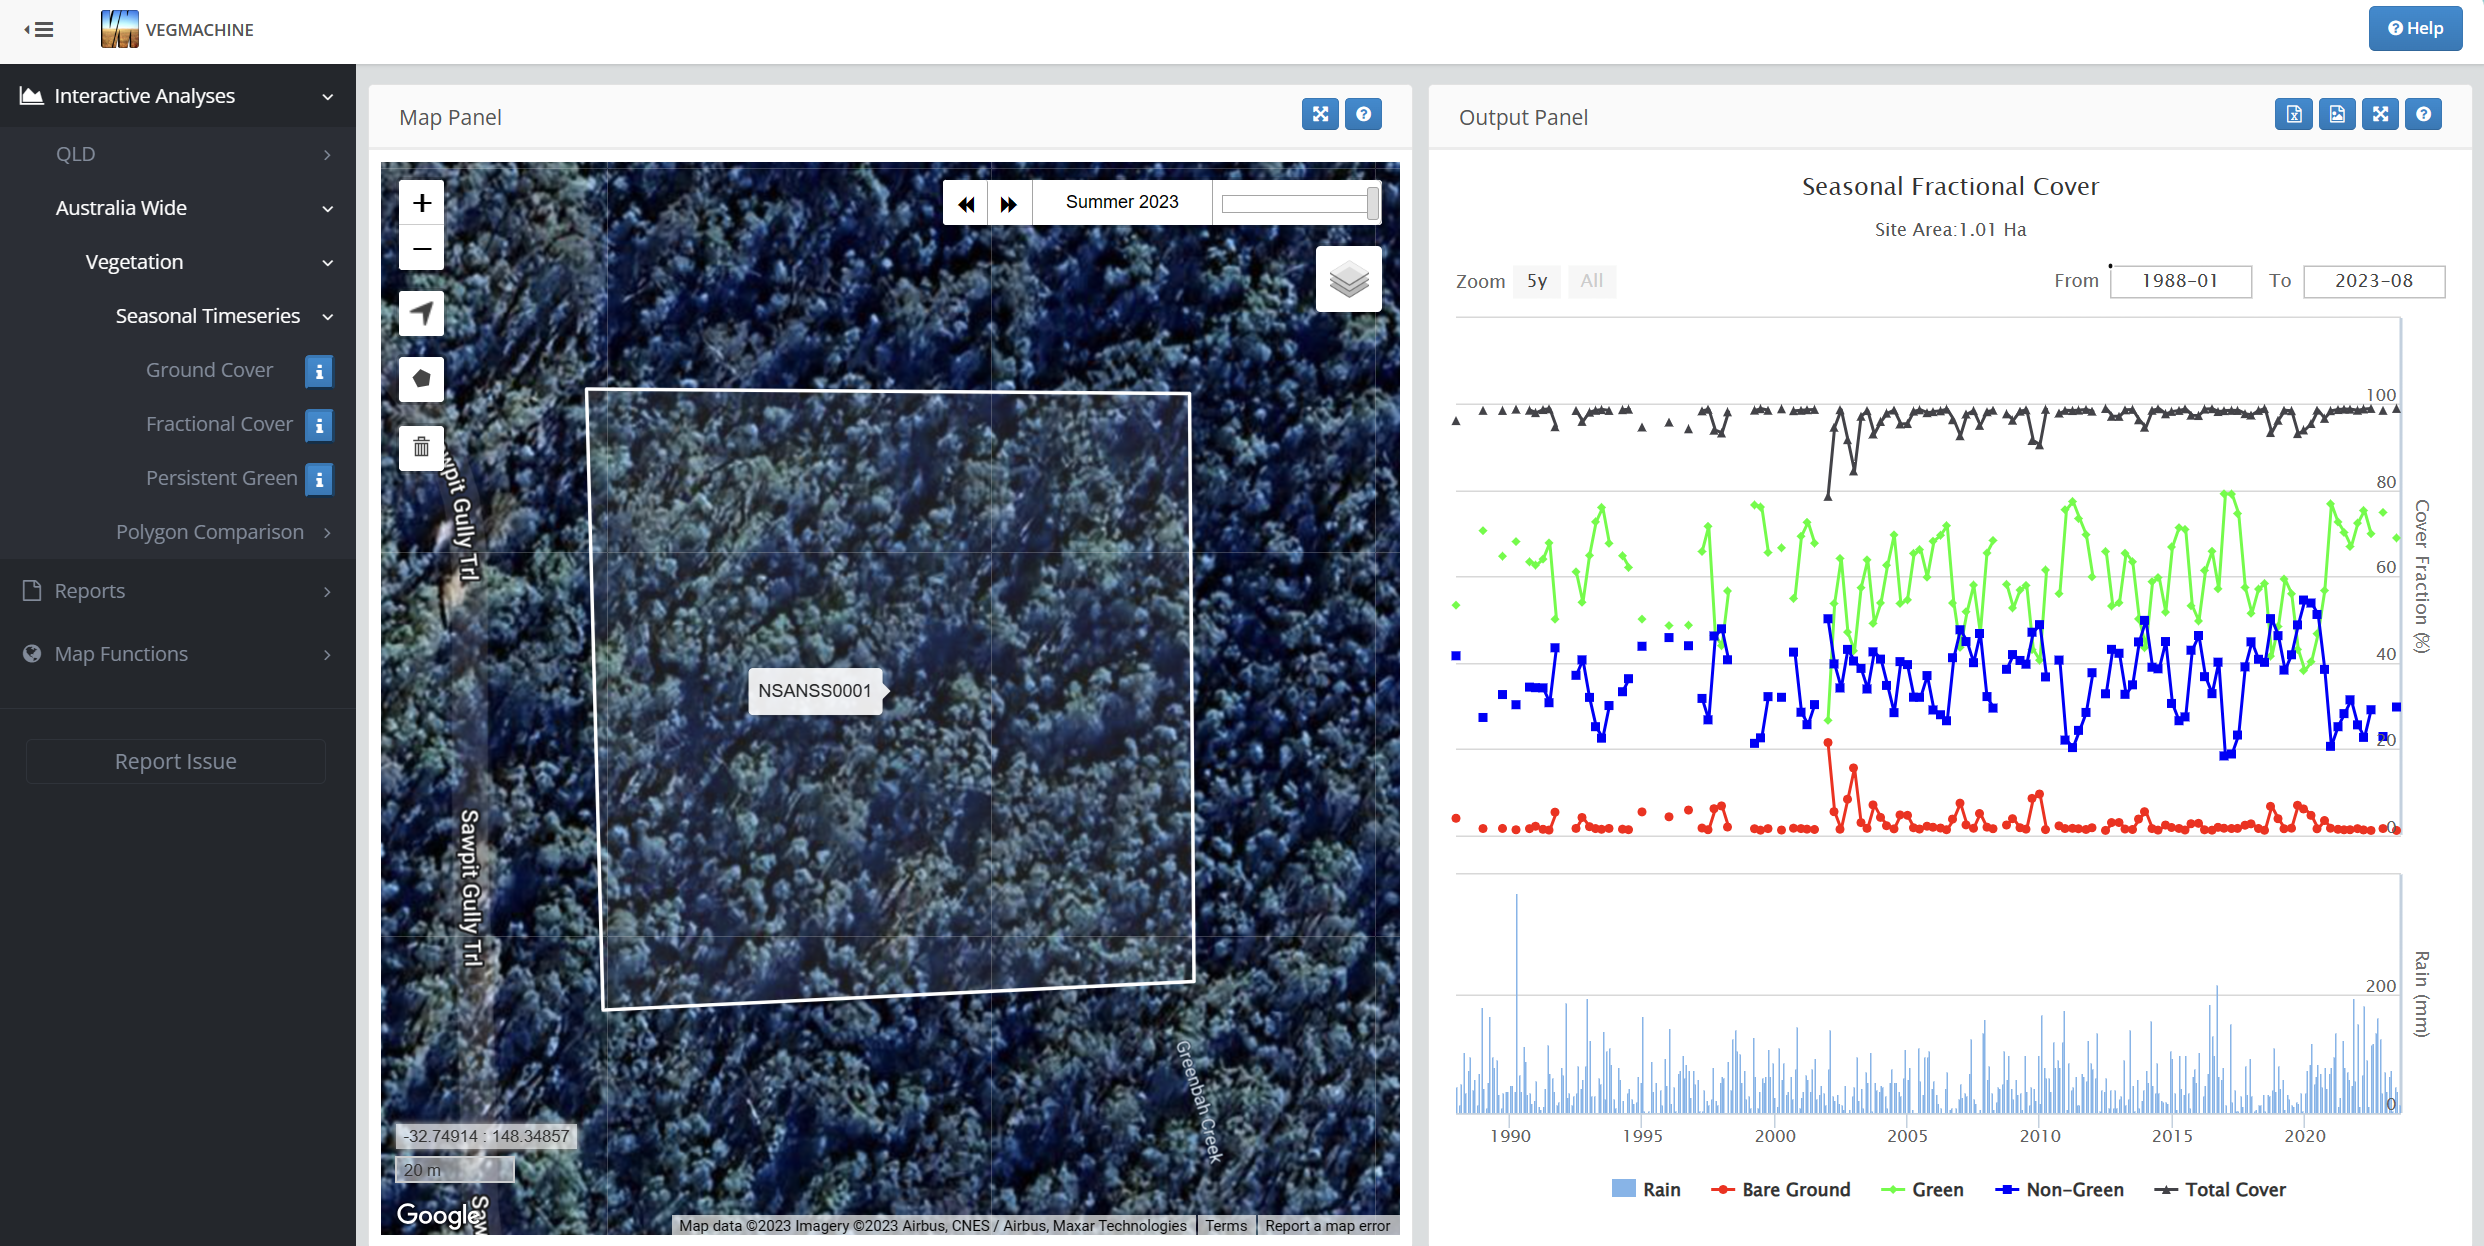 VEGMACHINE
Help
Interactive Analyses
QLD
Australia Wide
Vegetation
Seasonal Timeseries
Ground Cover
Fractional Cover
Persistent Green
Polygon Comparison
Reports
Map Functions
Report Issue
Map Panel
Summer 2023
wpit Gully Trl
NSANSS0001
Sawpit Gully Trl
Greenbah Creek
-32.74914 : 148.34857
20 m
Saw
Google
Map data ©2023 Imagery ©2023 Airbus, CNES / Airbus, Maxar Technologies
Terms
Report a map error
Output Panel
Seasonal Fractional Cover
Site Area:1.01 Ha
Zoom 5y All
From 1988-01 To 2023-08
100
80
60
40
20
0
Cover Fraction (%)
200
0
Rain (mm)
1990 1995 2000 2005 2010 2015 2020
Rain Bare Ground Green Non-Green Total Cover